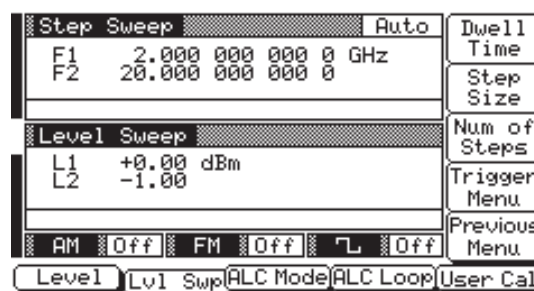 Step Sweep Auto
F1 2.000 000 000 0 GHz
F2 20.000 000 000 0
Level Sweep
L1 +0.00 dBm
L2 -1.00
AM Off FM Off Off
Dwell Time
Step Size
Num of Steps
Trigger Menu
Previous Menu
Level Lvl Swp ALC Mode ALC Loop User Cal